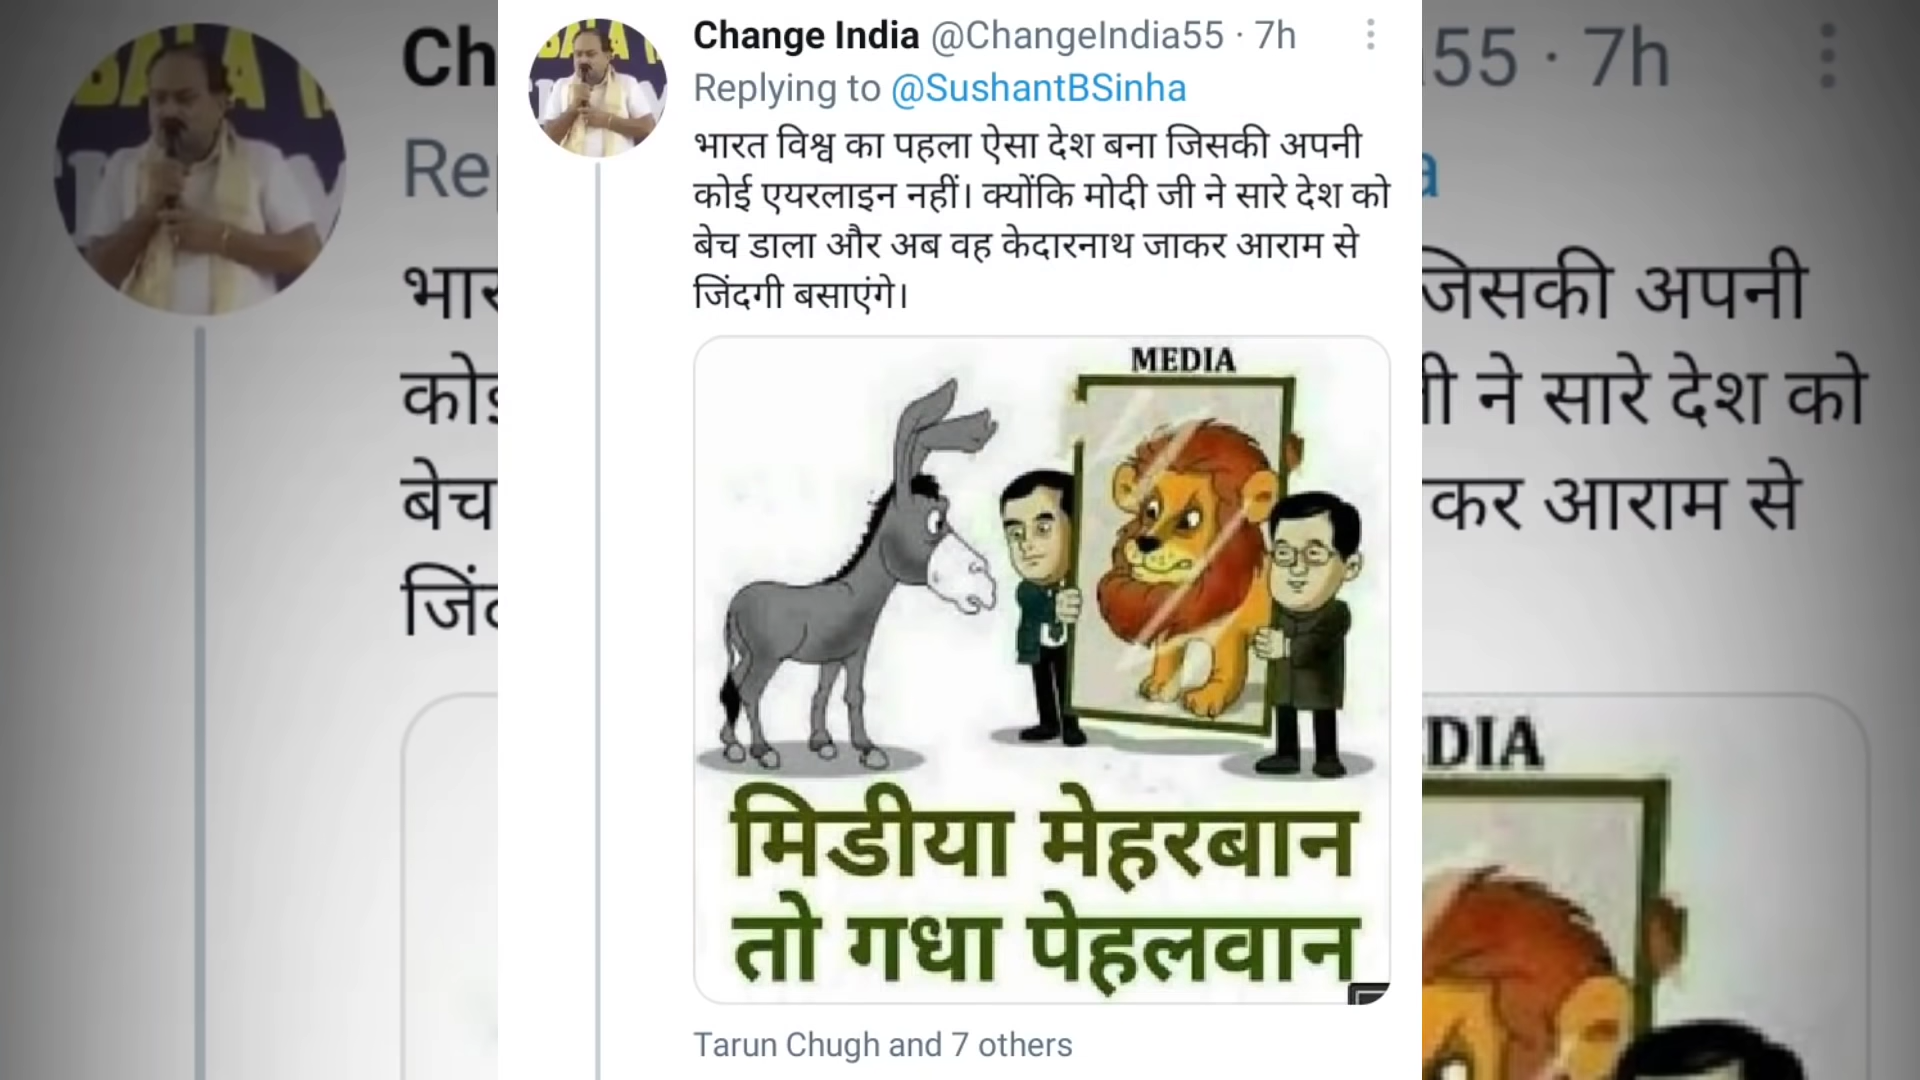 Change India @ChangeIndia55 · 7h
Replying to @SushantBSinha
भारत विश्व का पहला ऐसा देश बना जिसकी अपनी
कोई एयरलाइन नहीं। क्योंकि मोदी जी ने सारे देश को
बेच डाला और अब वह केदारनाथ जाकर आराम से
जिंदगी बसाएंगे।
MEDIA
मिडीया मेहरबान
तो गधा पेहलवान
Tarun Chugh and 7 others